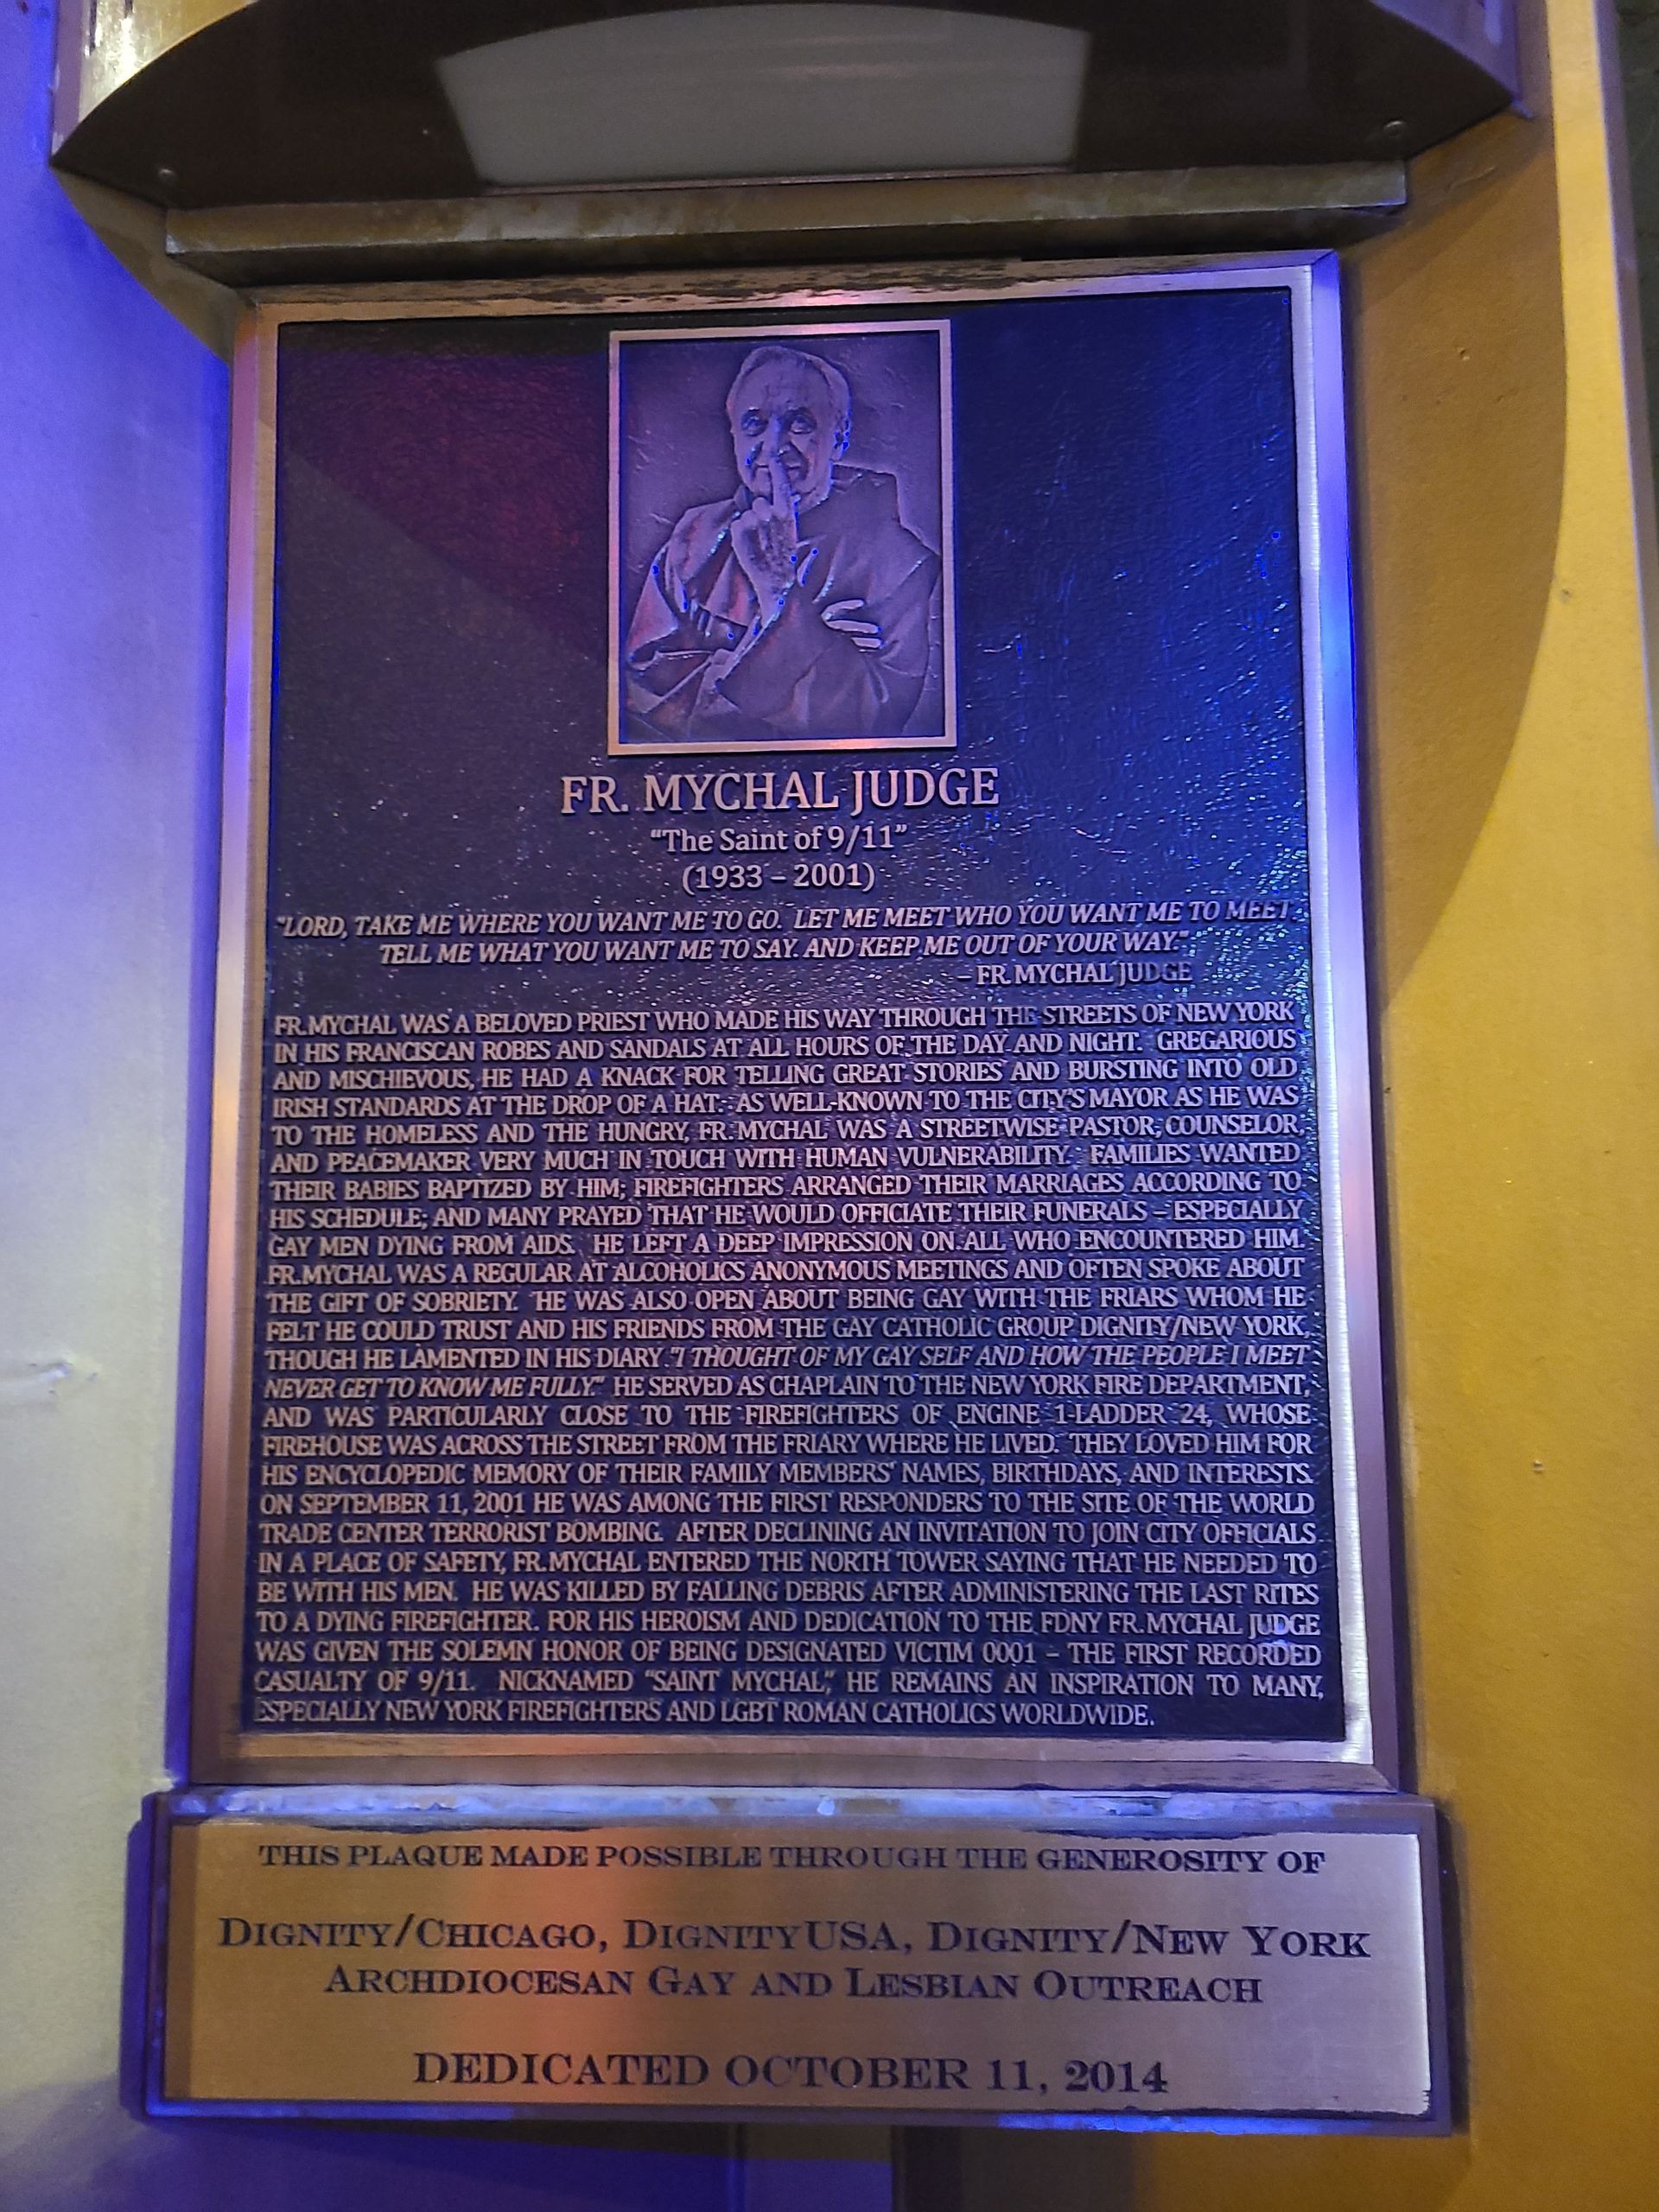 FR. MYCHAL JUDGE
"The Saint of 9/11"
(1933 – 2001)
"LORD, TAKE ME WHERE YOU WANT ME TO GO. LET ME MEET WHO YOU WANT ME TO MEET.
TELL ME WHAT YOU WANT ME TO SAY. AND KEEP ME OUT OF YOUR WAY."
– FR. MYCHAL JUDGE
FR. MYCHAL WAS A BELOVED PRIEST WHO MADE HIS WAY THROUGH THE STREETS OF NEW YORK
IN HIS FRANCISCAN ROBES AND SANDALS AT ALL HOURS OF THE DAY AND NIGHT. GREGARIOUS
AND MISCHIEVOUS, HE HAD A KNACK FOR TELLING GREAT STORIES AND BURSTING INTO OLD
IRISH STANDARDS AT THE DROP OF A HAT. AS WELL-KNOWN TO THE CITY'S MAYOR AS HE WAS
TO THE HOMELESS AND THE HUNGRY, FR. MYCHAL WAS A STREETWISE PASTOR, COUNSELOR,
AND PEACEMAKER VERY MUCH IN TOUCH WITH HUMAN VULNERABILITY. FAMILIES WANTED
THEIR BABIES BAPTIZED BY HIM; FIREFIGHTERS ARRANGED THEIR MARRIAGES ACCORDING TO
HIS SCHEDULE; AND MANY PRAYED THAT HE WOULD OFFICIATE THEIR FUNERALS – ESPECIALLY
GAY MEN DYING FROM AIDS. HE LEFT A DEEP IMPRESSION ON ALL WHO ENCOUNTERED HIM.
FR. MYCHAL WAS A REGULAR AT ALCOHOLICS ANONYMOUS MEETINGS AND OFTEN SPOKE ABOUT
THE GIFT OF SOBRIETY. HE WAS ALSO OPEN ABOUT BEING GAY WITH THE FRIARS WHOM HE
FELT HE COULD TRUST AND HIS FRIENDS FROM THE GAY CATHOLIC GROUP DIGNITY/NEW YORK,
THOUGH HE LAMENTED IN HIS DIARY "I THOUGHT OF MY GAY SELF AND HOW THE PEOPLE I MEET
NEVER GET TO KNOW ME FULLY." HE SERVED AS CHAPLAIN TO THE NEW YORK FIRE DEPARTMENT,
AND WAS PARTICULARLY CLOSE TO THE FIREFIGHTERS OF ENGINE 1-LADDER 24, WHOSE
FIREHOUSE WAS ACROSS THE STREET FROM THE FRIARY WHERE HE LIVED. THEY LOVED HIM FOR
HIS ENCYCLOPEDIC MEMORY OF THEIR FAMILY MEMBERS' NAMES, BIRTHDAYS, AND INTERESTS.
ON SEPTEMBER 11, 2001 HE WAS AMONG THE FIRST RESPONDERS TO THE SITE OF THE WORLD
TRADE CENTER TERRORIST BOMBING. AFTER DECLINING AN INVITATION TO JOIN CITY OFFICIALS
IN A PLACE OF SAFETY, FR. MYCHAL ENTERED THE NORTH TOWER SAYING THAT HE NEEDED TO
BE WITH HIS MEN. HE WAS KILLED BY FALLING DEBRIS AFTER ADMINISTERING THE LAST RITES
TO A DYING FIREFIGHTER. FOR HIS HEROISM AND DEDICATION TO THE FDNY FR. MYCHAL JUDGE
WAS GIVEN THE SOLEMN HONOR OF BEING DESIGNATED VICTIM 0001 – THE FIRST RECORDED
CASUALTY OF 9/11. NICKNAMED "SAINT MYCHAL," HE REMAINS AN INSPIRATION TO MANY,
ESPECIALLY NEW YORK FIREFIGHTERS AND LGBT ROMAN CATHOLICS WORLDWIDE.
THIS PLAQUE MADE POSSIBLE THROUGH THE GENEROSITY OF
DIGNITY/CHICAGO, DIGNITYUSA, DIGNITY/NEW YORK
ARCHDIOCESAN GAY AND LESBIAN OUTREACH
DEDICATED OCTOBER 11, 2014